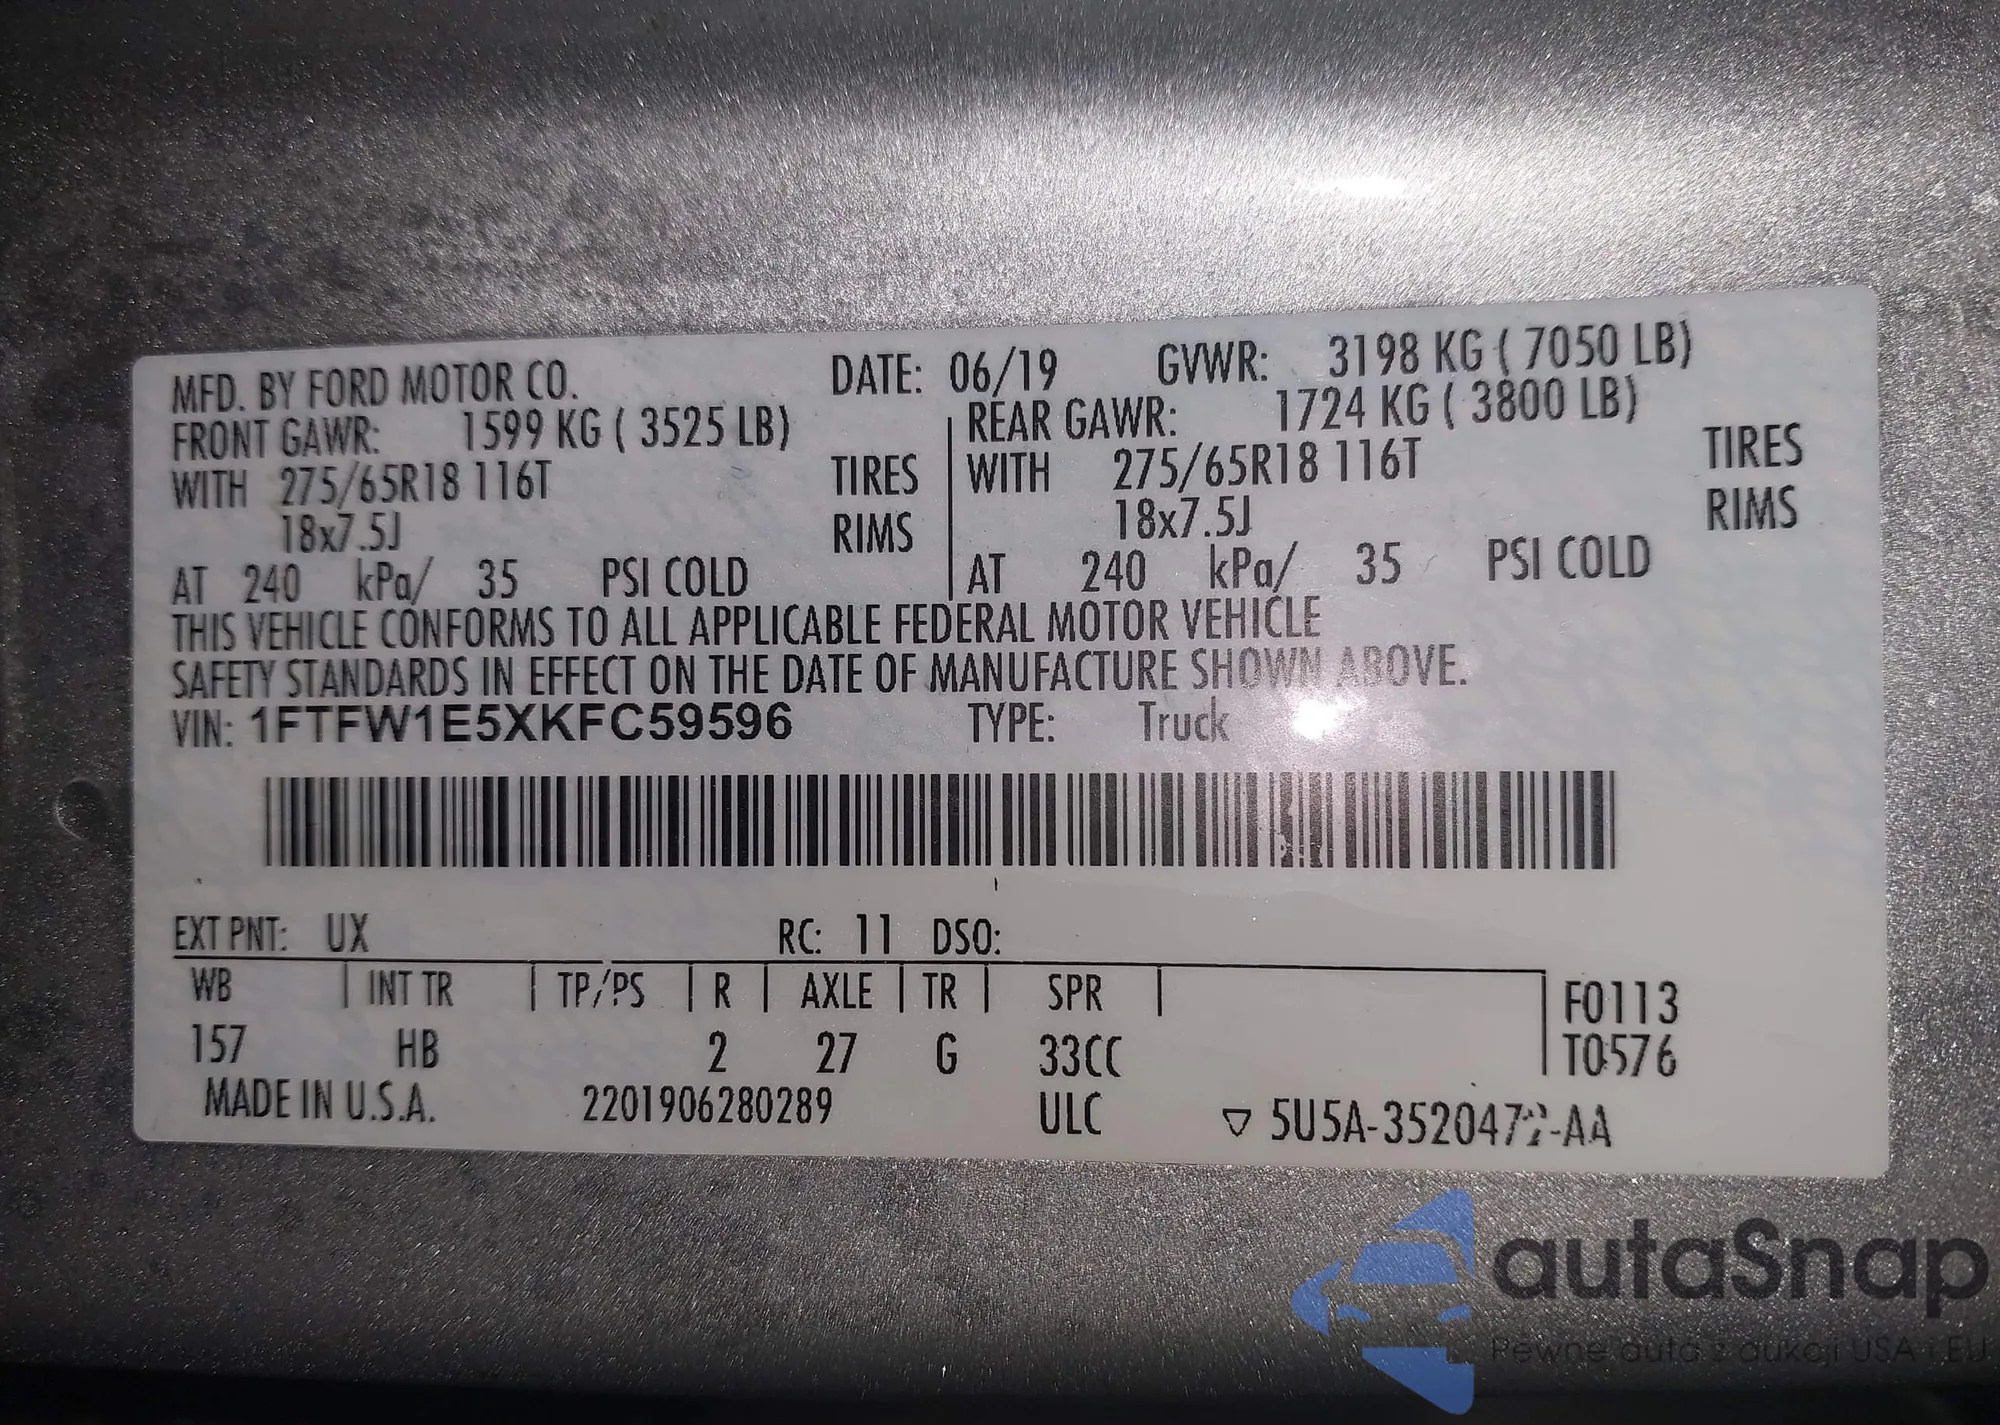 MFD. BY FORD MOTOR CO. DATE: 06/19 GVWR: 3198 KG ( 7050 LB)
FRONT GAWR: 1599 KG ( 3525 LB) REAR GAWR: 1724 KG ( 3800 LB)
WITH 275/65R18 116T TIRES WITH 275/65R18 116T TIRES
18x7.5J RIMS 18x7.5J RIMS
AT 240 kPa/ 35 PSI COLD AT 240 kPa/ 35 PSI COLD
THIS VEHICLE CONFORMS TO ALL APPLICABLE FEDERAL MOTOR VEHICLE
SAFETY STANDARDS IN EFFECT ON THE DATE OF MANUFACTURE SHOWN ABOVE.
VIN: 1FTFW1E5XKFC59596 TYPE: Truck
EXT PNT: UX RC: 11 DSO:
WB INT TR TP/PS R AXLE TR SPR F0113
157 HB 2 27 G 33CC T0576
MADE IN U.S.A. 2201906280289 ULC
autaSnap
Pewne auta z aukcji USA i EU